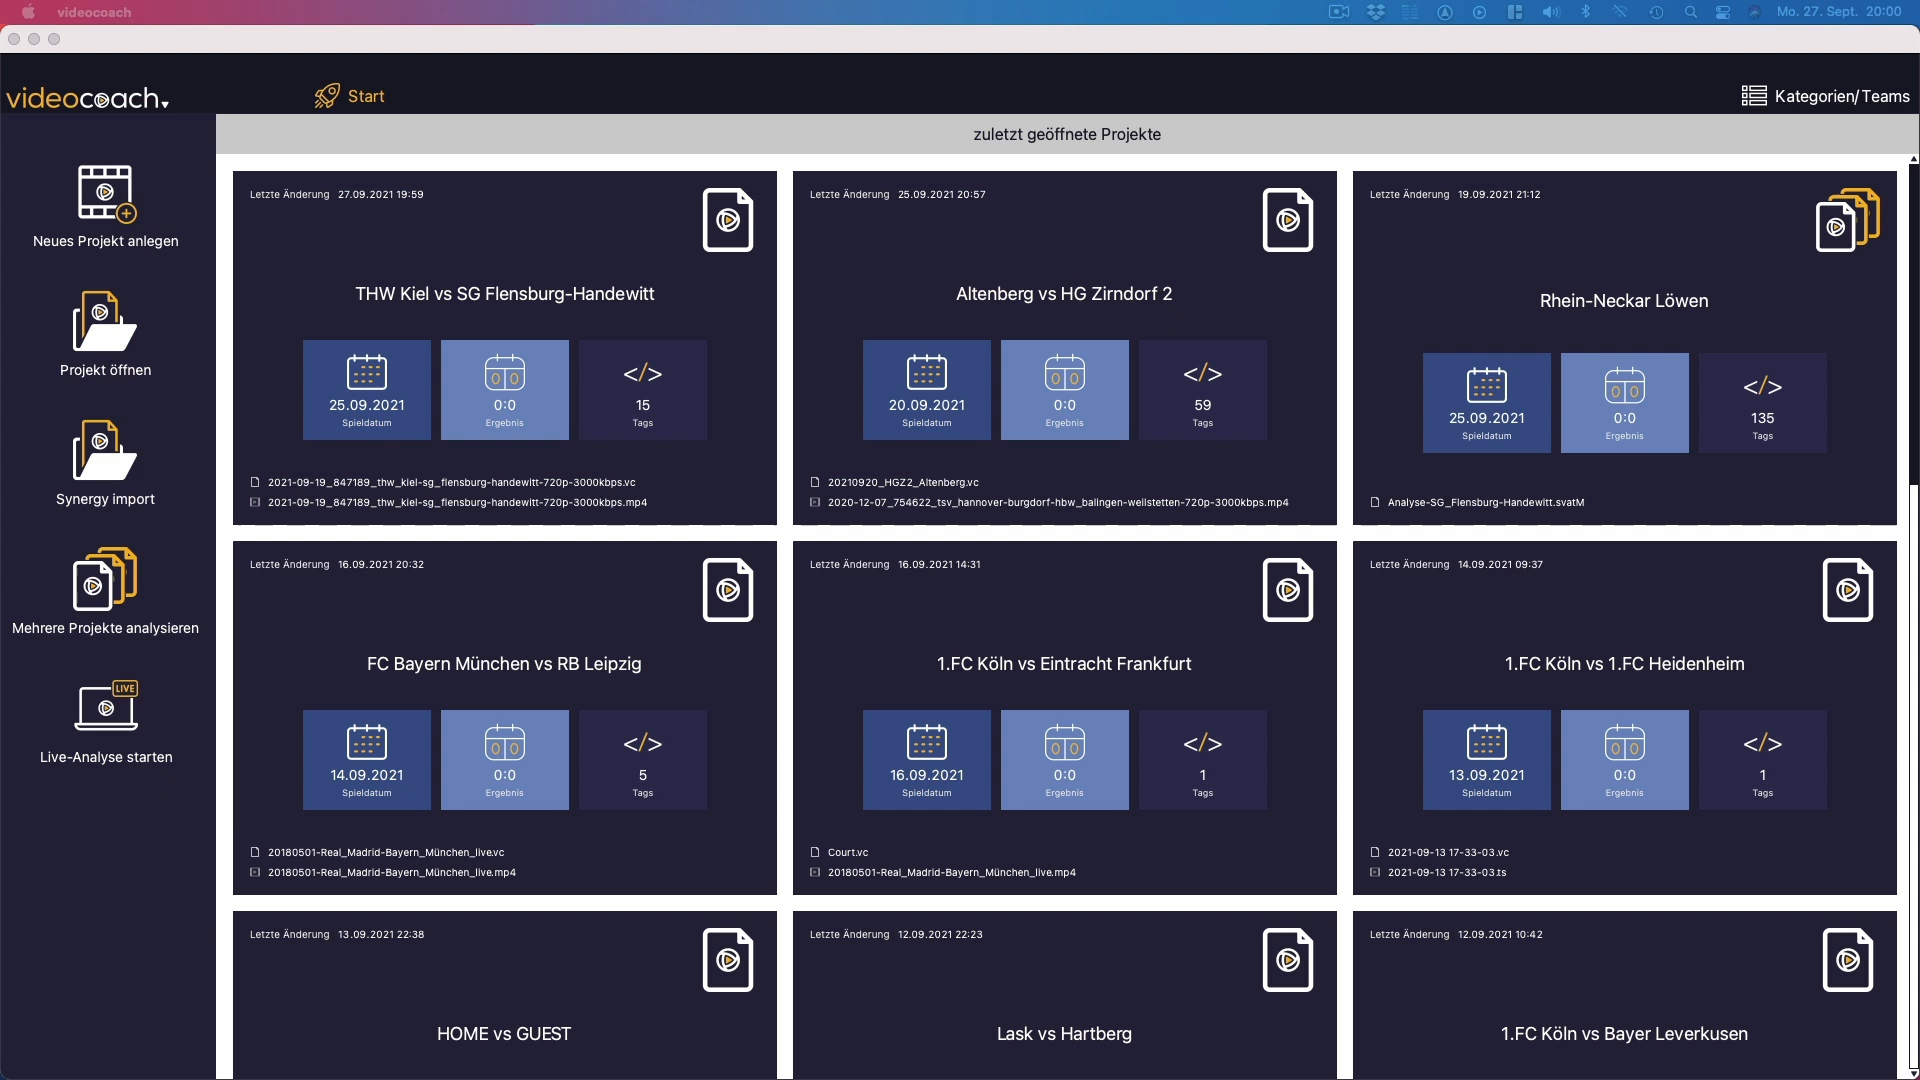 videocoach
Mo. 27. Sept. 20:00
videocoach
Start
Kategorien/Teams
zuletzt geöffnete Projekte
Neues Projekt anlegen
Projekt öffnen
Synergy import
Mehrere Projekte analysieren
LIVE
Live-Analyse starten
Letzte Änderung 27.09.2021 19:59
THW Kiel vs SG Flensburg-Handewitt
25.09.2021
Spieldatum
0:0
Ergebnis
</>
15
Tags
2021-09-19_847189_thw_kiel-sg_flensburg-handewitt-720p-3000kbps.vc
2021-09-19_847189_thw_kiel-sg_flensburg-handewitt-720p-3000kbps.mp4
Letzte Änderung 25.09.2021 20:57
Altenberg vs HG Zirndorf 2
20.09.2021
Spieldatum
0:0
Ergebnis
</>
59
Tags
20210920_HGZ2_Altenberg.vc
2020-12-07_754622_tsv_hannover-burgdorf-hbw_balingen-weilstetten-720p-3000kbps.mp4
Letzte Änderung 19.09.2021 21:12
Rhein-Neckar Löwen
25.09.2021
Spieldatum
0:0
Ergebnis
</>
135
Tags
Analyse-SG_Flensburg-Handewitt.svatM
Letzte Änderung 16.09.2021 20:32
FC Bayern München vs RB Leipzig
14.09.2021
Spieldatum
0:0
Ergebnis
</>
5
Tags
20180501-Real_Madrid-Bayern_München_live.vc
20180501-Real_Madrid-Bayern_München_live.mp4
Letzte Änderung 16.09.2021 14:31
1.FC Köln vs Eintracht Frankfurt
16.09.2021
Spieldatum
0:0
Ergebnis
</>
1
Tags
Court.vc
20180501-Real_Madrid-Bayern_München_live.mp4
Letzte Änderung 14.09.2021 09:37
1.FC Köln vs 1.FC Heidenheim
13.09.2021
Spieldatum
0:0
Ergebnis
</>
1
Tags
2021-09-13 17-33-03.vc
2021-09-13 17-33-03.ts
Letzte Änderung 13.09.2021 22:38
HOME vs GUEST
Letzte Änderung 12.09.2021 22:23
Lask vs Hartberg
Letzte Änderung 12.09.2021 10:42
1.FC Köln vs Bayer Leverkusen